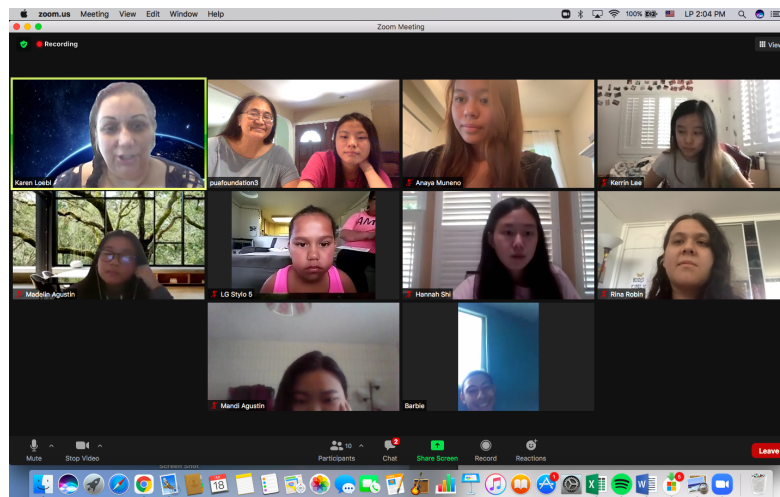 zoom.us Meeting View Edit Window Help 100% LP 2:04 PM
Zoom Meeting
Recording
View
Karen Loebl
puafoundation3
Anaya Muneno
Kerrin Lee
Madelin Agustin
LG Stylo 5
Hannah Shi
Rina Robin
Mandi Agustin
Barbie
10
2
Mute
Stop Video
Participants
Chat
Share Screen
Record
Reactions
Leave
Screen Shot
18